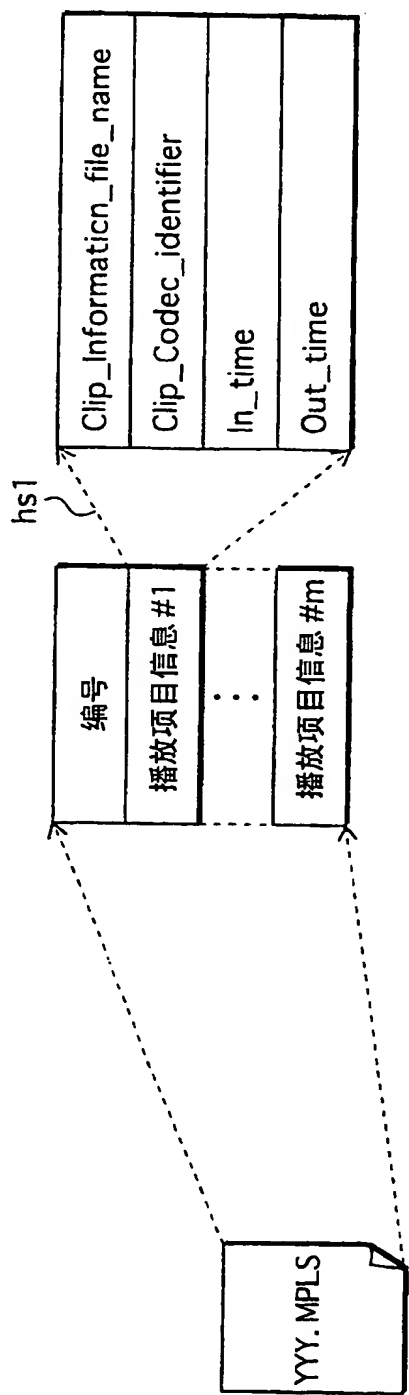 YYY. MPLS
编号
播放项目信息 #1
. . .
播放项目信息 #m
hs1
Clip_Informaticn_file_name
Clip_Codec_identifier
In_time
Out_time